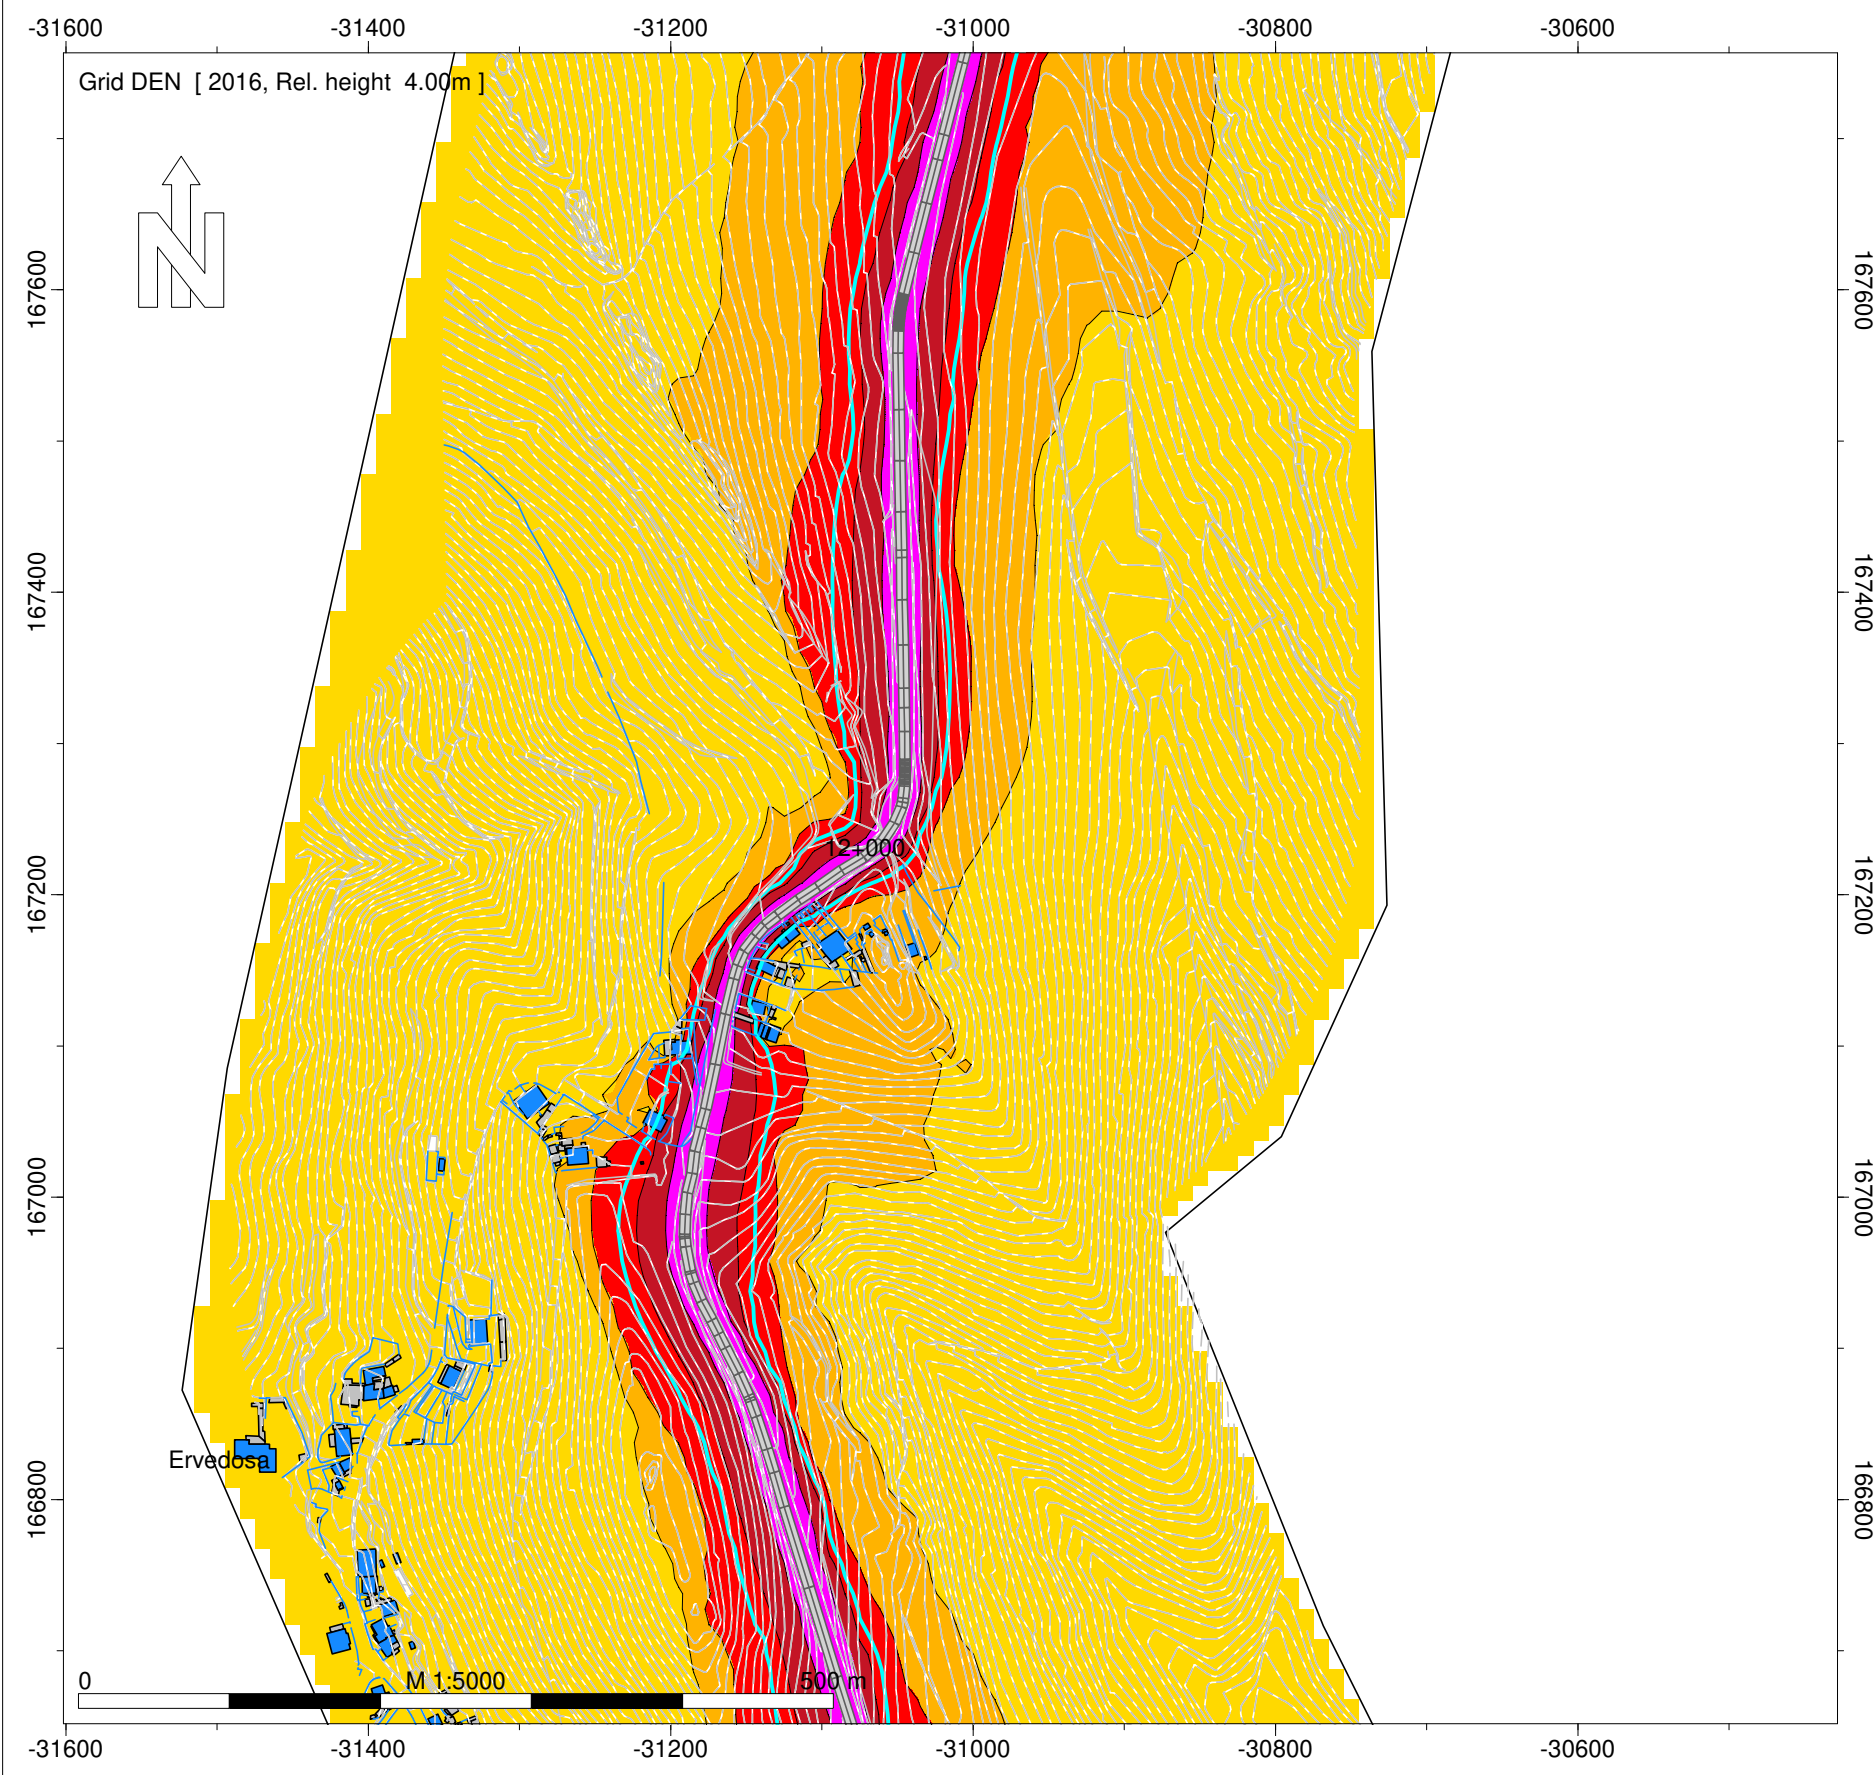 -31600 -31400 -31200 -31000 -30800 -30600
Grid DEN [ 2016, Rel. height 4.00m ]
N
167600 167600
167400 167400
12+000
167200 167200
167000 167000
Ervedosa
166800 166800
0 M 1:5000 500 m
-31600 -31400 -31200 -31000 -30800 -30600